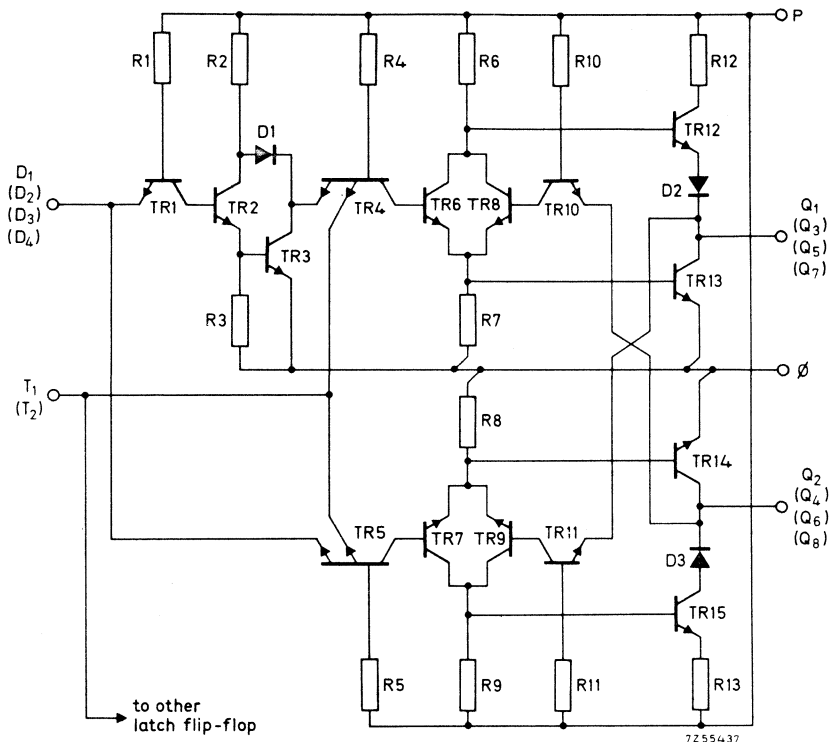 P
R1
R2
R4
R6
R10
R12
TR12
D1
D2
D1
(D2)
(D3)
(D4)
TR1
TR2
TR4
TR6
TR8
TR10
Q1
(Q3)
(Q5)
(Q7)
TR3
TR13
R3
R7
Ø
T1
(T2)
R8
TR14
Q2
(Q4)
(Q6)
(Q8)
TR5
TR7
TR9
TR11
D3
TR15
R5
R9
R11
R13
to other
latch flip-flop
7Z55437